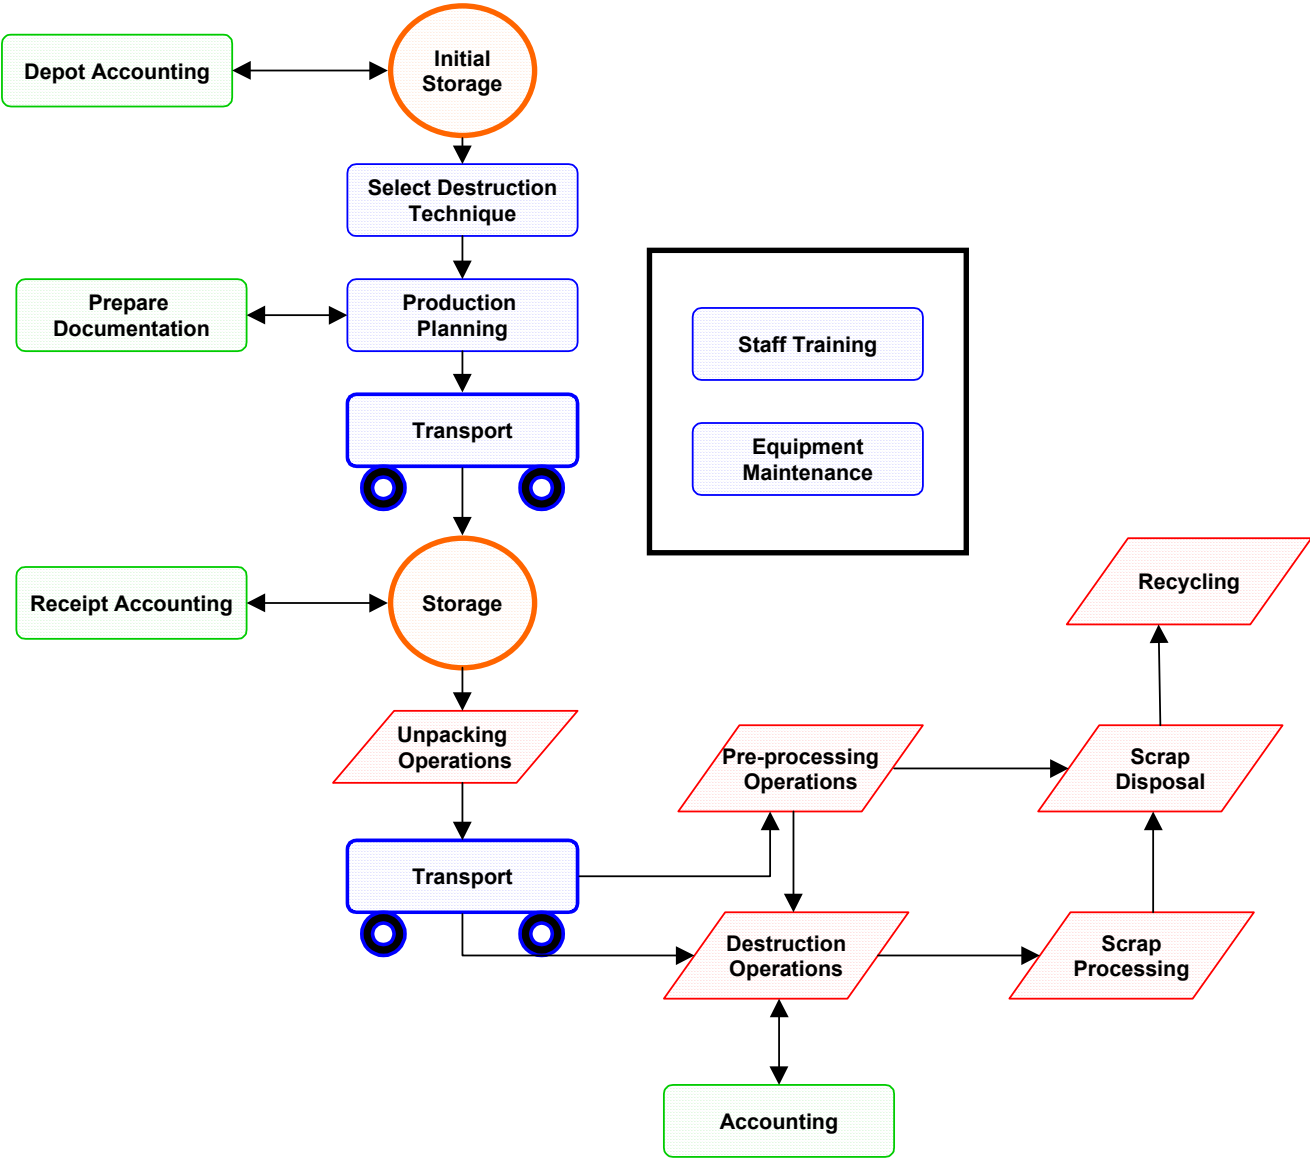 Initial
Storage
Depot Accounting
Select Destruction
Technique
Prepare
Documentation
Production
Planning
Staff Training
Transport
Equipment
Maintenance
Recycling
Receipt Accounting
Storage
Unpacking
Operations
Pre-processing
Operations
Scrap
Disposal
Transport
Destruction
Operations
Scrap
Processing
Accounting